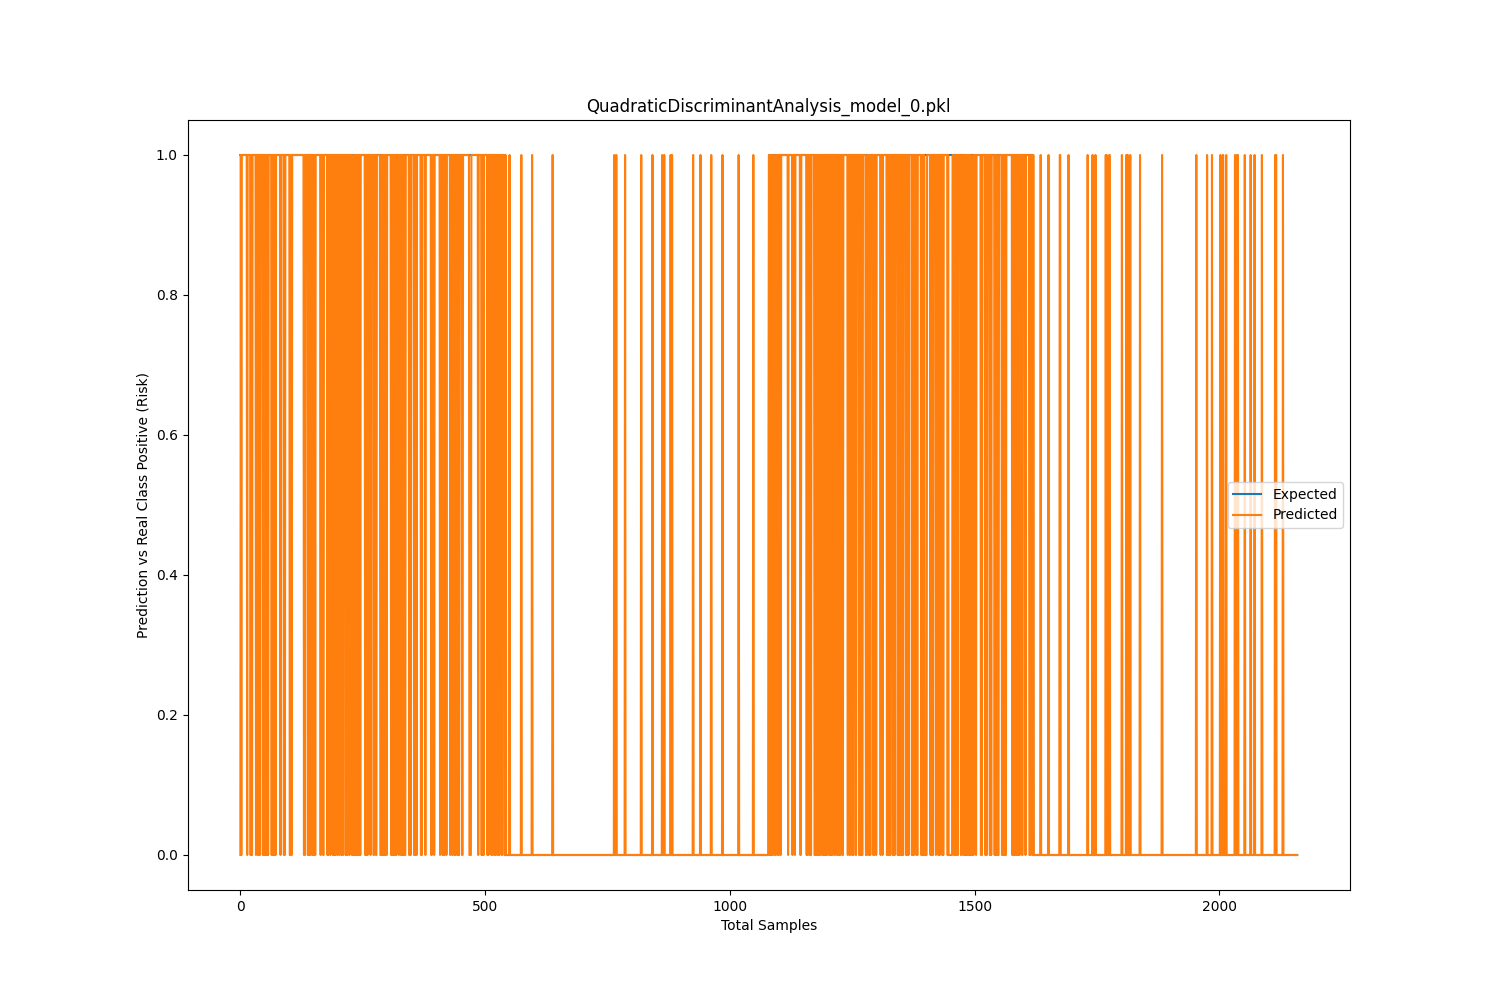 QuadraticDiscriminantAnalysis_model_0.pkl
Prediction vs Real Class Positive (Risk)
1.0
0.8
0.6
0.4
0.2
0.0
Expected
Predicted
0
500
1000
1500
2000
Total Samples